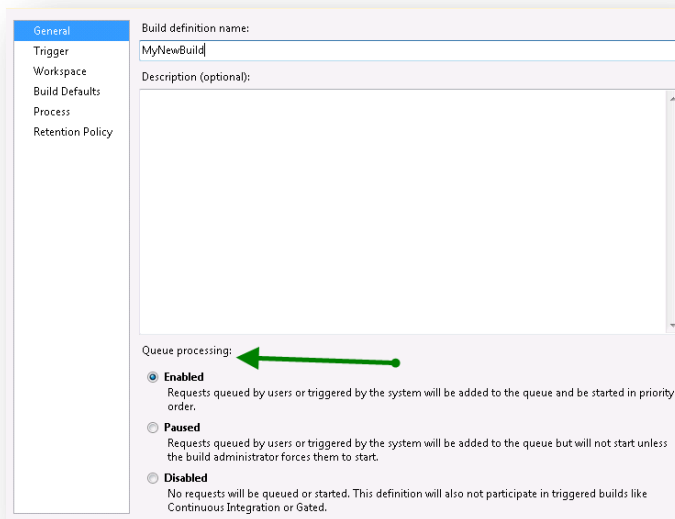 General
Trigger
Workspace
Build Defaults
Process
Retention Policy
Build definition name:
MyNewBuild
Description (optional):
Queue processing:
Enabled
Requests queued by users or triggered by the system will be added to the queue and be started in priority
order.
Paused
Requests queued by users or triggered by the system will be added to the queue but will not start unless
the build administrator forces them to start.
Disabled
No requests will be queued or started. This definition will also not participate in triggered builds like
Continuous Integration or Gated.